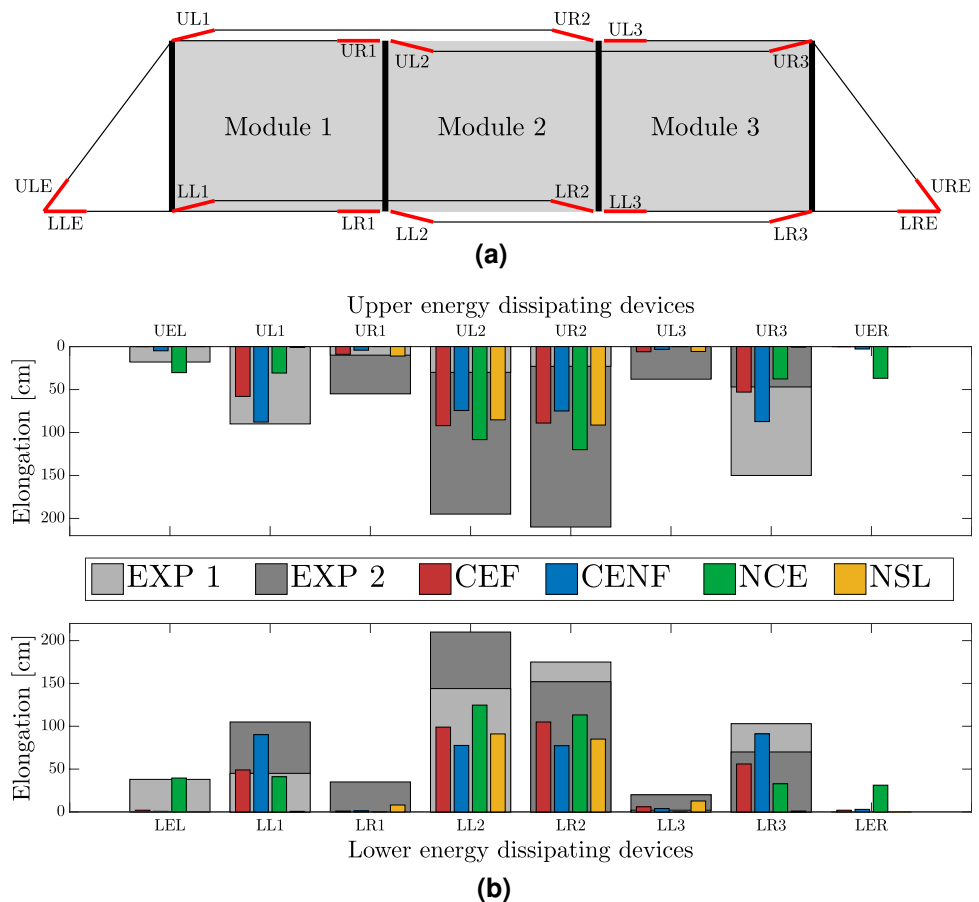 UL1
UR2
UL3
UR1
UL2
UR3
Module 1
Module 2
Module 3
ULE
LL1
LR2
URE
LLE
LR1
LL3
LRE
LL2
LR3
(a)
Upper energy dissipating devices
UEL UL1 UR1 UL2 UR2 UL3 UR3 UER
0
50
100
150
200
Elongation [cm]
EXP 1 EXP 2 CEF CENF NCE NSL
200
150
100
50
0
Elongation [cm]
LEL LL1 LR1 LL2 LR2 LL3 LR3 LER
Lower energy dissipating devices
(b)